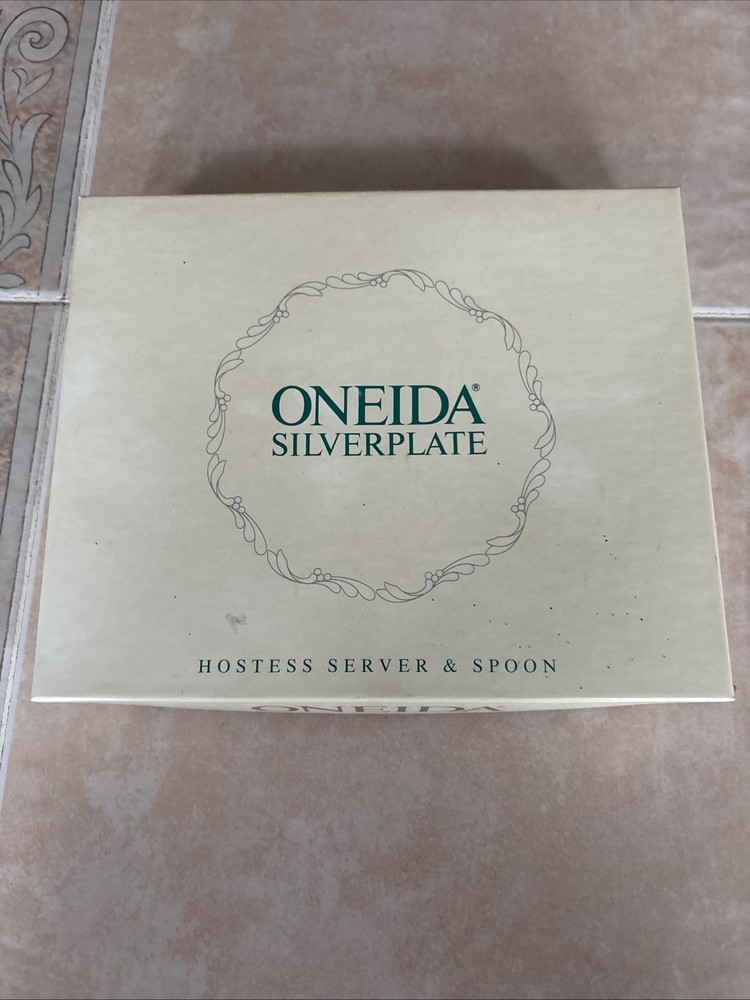 ONEIDA®
SILVERPLATE
HOSTESS SERVER & SPOON
ONEIDA